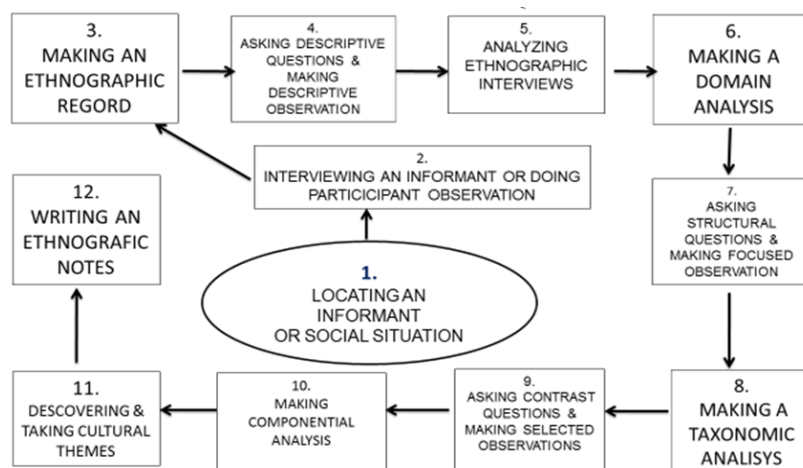 1.
LOCATING AN
INFORMANT
OR SOCIAL SITUATION
2.
INTERVIEWING AN INFORMANT OR DOING
PARTICICIPANT OBSERVATION
3.
MAKING AN
ETHNOGRAPHIC
REGORD
4.
ASKING DESCRIPTIVE
QUESTIONS &
MAKING
DESCRIPTIVE
OBSERVATION
5.
ANALYZING
ETHNOGRAPHIC
INTERVIEWS
6.
MAKING A
DOMAIN
ANALYSIS
7.
ASKING
STRUCTURAL
QUESTIONS &
MAKING FOCUSED
OBSERVATION
8.
MAKING A
TAXONOMIC
ANALISYS
9.
ASKING CONTRAST
QUESTIONS &
MAKING SELECTED
OBSERVATIONS
10.
MAKING
COMPONENTIAL
ANALYSIS
11.
DESCOVERING &
TAKING CULTURAL
THEMES
12.
WRITING AN
ETHNOGRAFIC
NOTES